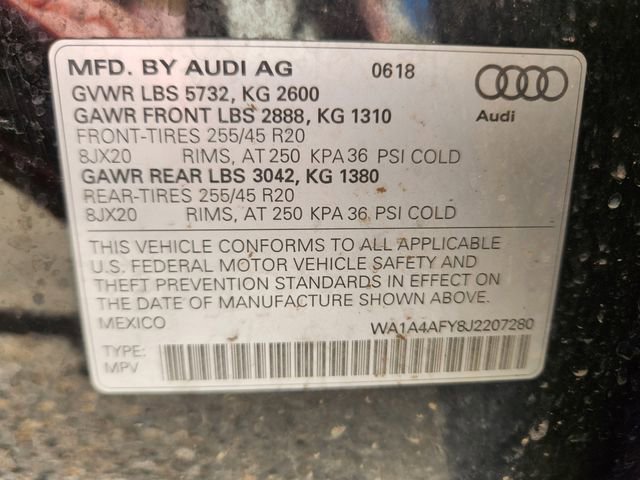 MFD. BY AUDI AG 0618
GVWR LBS 5732, KG 2600
GAWR FRONT LBS 2888, KG 1310
FRONT-TIRES 255/45 R20
8JX20 RIMS, AT 250 KPA 36 PSI COLD
GAWR REAR LBS 3042, KG 1380
REAR-TIRES 255/45 R20
8JX20 RIMS, AT 250 KPA 36 PSI COLD
Audi
THIS VEHICLE CONFORMS TO ALL APPLICABLE
U.S. FEDERAL MOTOR VEHICLE SAFETY AND
THEFT PREVENTION STANDARDS IN EFFECT ON
THE DATE OF MANUFACTURE SHOWN ABOVE.
MEXICO WA1A4AFY8J2207280
TYPE:
MPV